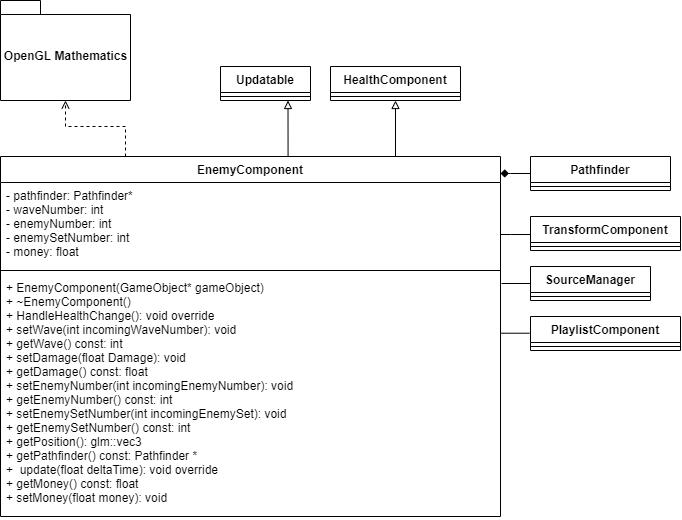 OpenGL Mathematics
Updatable
HealthComponent
EnemyComponent
- pathfinder: Pathfinder*
- waveNumber: int
- enemyNumber: int
- enemySetNumber: int
- money: float
+ EnemyComponent(GameObject* gameObject)
+ ~EnemyComponent()
+ HandleHealthChange(): void override
+ setWave(int incomingWaveNumber): void
+ getWave() const: int
+ setDamage(float Damage): void
+ getDamage() const: float
+ setEnemyNumber(int incomingEnemyNumber): void
+ getEnemyNumber() const: int
+ setEnemySetNumber(int incomingEnemySet): void
+ getEnemySetNumber() const: int
+ getPosition(): glm::vec3
+ getPathfinder() const: Pathfinder *
+  update(float deltaTime): void override
+ getMoney() const: float
+ setMoney(float money): void
Pathfinder
TransformComponent
SourceManager
PlaylistComponent